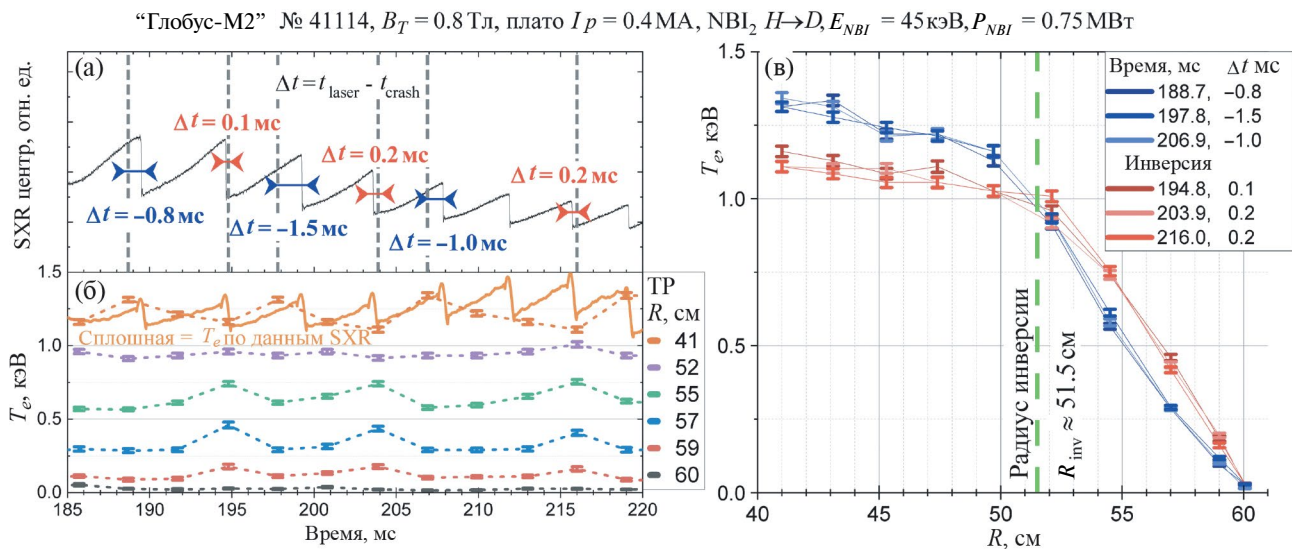 “Глобус-М2” № 41114, B_T = 0.8 Тл, плато I p = 0.4 МА, NBI₂ H→D, E_NBI = 45 кэВ, P_NBI = 0.75 МВт
(а)
SXR центр, отн. ед.
Δt = t_laser - t_crash
Δt = 0.1 мс
Δt = 0.2 мс
Δt = 0.2 мс
Δt = −0.8 мс
Δt = −1.5 мс
Δt = −1.0 мс
(б)
T_e, кэВ
1.5
1.0
0.5
0.0
Сплошная = T_e по данным SXR
185 190 195 200 205 210 215 220
Время, мс
ТР
R, см
41
52
55
57
59
60
(в)
T_e, кэВ
1.5
1.0
0.5
0.0
Время, мс Δt мс
188.7, −0.8
197.8, −1.5
206.9, −1.0
Инверсия
194.8, 0.1
203.9, 0.2
216.0, 0.2
Радиус инверсии
R_inv ≈ 51.5 см
40 45 50 55 60
R, см